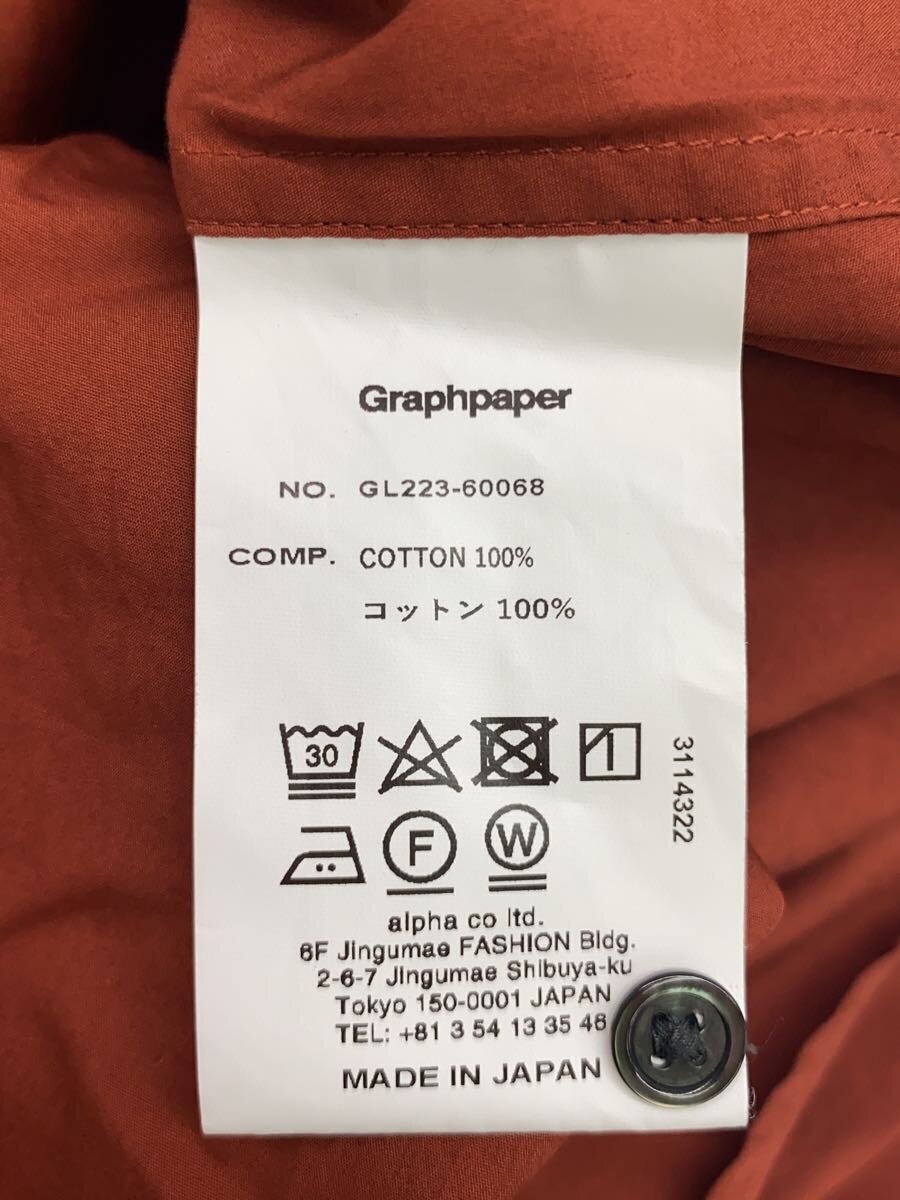 Graphpaper
NO. GL223-60068
COMP. COTTON 100%
コットン 100%
30
3114322
F W
alpha co ltd.
6F Jingumae FASHION Bldg.
2-6-7 Jingumae Shibuya-ku
Tokyo 150-0001 JAPAN
TEL: +81 3 54 13 35 46
MADE IN JAPAN